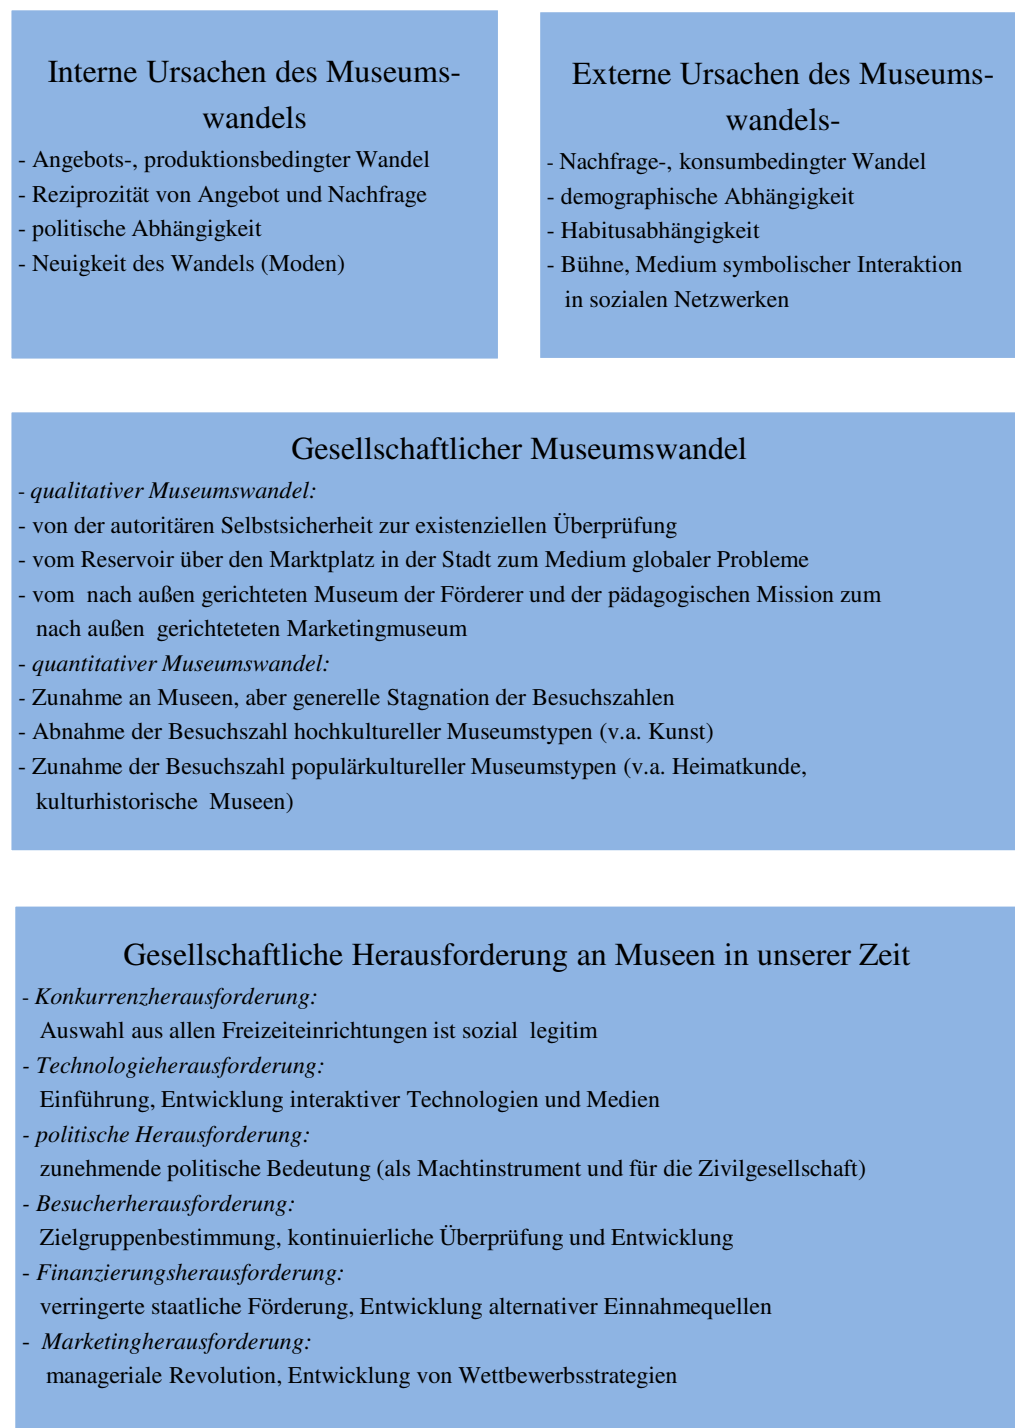 Interne Ursachen des Museums-
wandels
- Angebots-, produktionsbedingter Wandel
- Reziprozität von Angebot und Nachfrage
- politische Abhängigkeit
- Neuigkeit des Wandels (Moden)
Externe Ursachen des Museums-
wandels-
- Nachfrage-, konsumbedingter Wandel
- demographische Abhängigkeit
- Habitusabhängigkeit
- Bühne, Medium symbolischer Interaktion
in sozialen Netzwerken
Gesellschaftlicher Museumswandel
- qualitativer Museumswandel:
- von der autoritären Selbstsicherheit zur existenziellen Überprüfung
- vom Reservoir über den Marktplatz in der Stadt zum Medium globaler Probleme
- vom  nach außen gerichteten Museum der Förderer und der pädagogischen Mission zum
nach außen  gerichteteten Marketingmuseum
- quantitativer Museumswandel:
- Zunahme an Museen, aber generelle Stagnation der Besuchszahlen
- Abnahme der Besuchszahl hochkultureller Museumstypen (v.a. Kunst)
- Zunahme der Besuchszahl populärkultureller Museumstypen (v.a. Heimatkunde,
kulturhistorische  Museen)
Gesellschaftliche Herausforderung an Museen in unserer Zeit
- Konkurrenzherausforderung:
Auswahl aus allen Freizeiteinrichtungen ist sozial  legitim
- Technologieherausforderung:
Einführung, Entwicklung interaktiver Technologien und Medien
- politische Herausforderung:
zunehmende politische Bedeutung (als Machtinstrument und für die Zivilgesellschaft)
- Besucherherausforderung:
Zielgruppenbestimmung, kontinuierliche Überprüfung und Entwicklung
- Finanzierungsherausforderung:
verringerte staatliche Förderung, Entwicklung alternativer Einnahmequellen
-  Marketingherausforderung:
manageriale Revolution, Entwicklung von Wettbewerbsstrategien